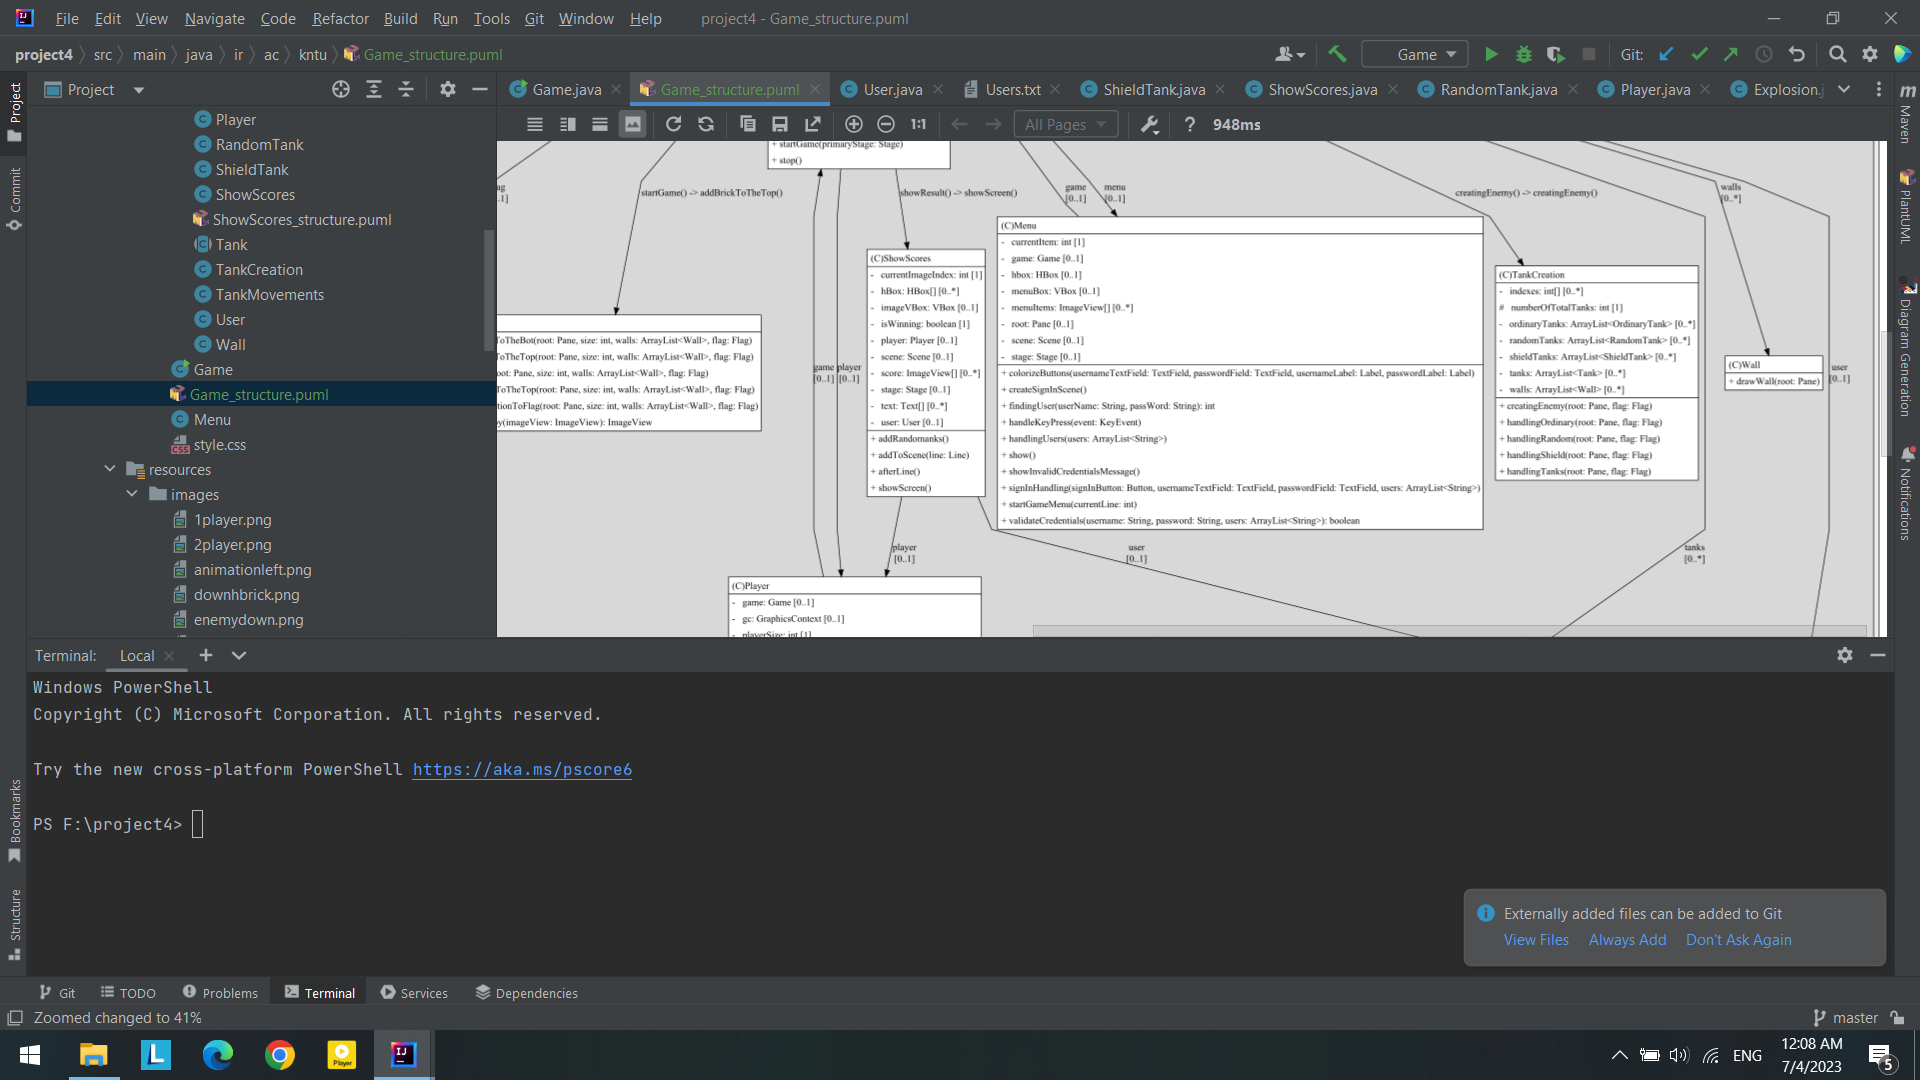 File Edit View Navigate Code Refactor Build Run Tools Git Window Help project4 - Game_structure.puml
project4 src main java ir ac kntu Game_structure.puml
Game
Git:
Project
Game.java Game_structure.puml User.java Users.txt ShieldTank.java ShowScores.java RandomTank.java Player.java Explosion.j
1:1 All Pages ? 948ms
Project
Commit
Bookmarks
Structure
Maven
PlantUML
Diagram Generation
Notifications
Player
RandomTank
ShieldTank
ShowScores
ShowScores_structure.puml
Tank
TankCreation
TankMovements
User
Wall
Game
Game_structure.puml
Menu
style.css
resources
images
1player.png
2player.png
animationleft.png
downhbrick.png
enemydown.png
+ startGame(primaryStage: Stage)
+ stop()
startGame() -> addBrickToTheTop()
showResult() -> showScreen()
game
[0..1]
menu
[0..1]
creatingEnemy() -> creatingEnemy()
walls
[0..*]
ToTheBot(root: Pane, size: int, walls: ArrayList<Wall>, flag: Flag)
ToTheTop(root: Pane, size: int, walls: ArrayList<Wall>, flag: Flag)
oot: Pane, size: int, walls: ArrayList<Wall>, flag: Flag)
ToTheTop(root: Pane, size: int, walls: ArrayList<Wall>, flag: Flag)
tionToFlag(root: Pane, size: int, walls: ArrayList<Wall>, flag: Flag)
y(imageView: ImageView): ImageView
game
[0..1]
player
[0..1]
(C)ShowScores
- currentImageIndex: int [1]
- hBox: HBox[] [0..*]
- imageVBox: VBox [0..1]
- isWinning: boolean [1]
- player: Player [0..1]
- scene: Scene [0..1]
- score: ImageView[] [0..*]
- stage: Stage [0..1]
- text: Text[] [0..*]
- user: User [0..1]
+ addRandomanks()
+ addToScene(line: Line)
+ afterLine()
+ showScreen()
(C)Menu
- currentItem: int [1]
- game: Game [0..1]
- hbox: HBox [0..1]
- menuBox: VBox [0..1]
- menuItems: ImageView[] [0..*]
- root: Pane [0..1]
- scene: Scene [0..1]
- stage: Stage [0..1]
+ colorizeButtons(usernameTextField: TextField, passwordField: TextField, usernameLabel: Label, passwordLabel: Label)
+ createSignInScene()
+ findingUser(userName: String, passWord: String): int
+ handleKeyPress(event: KeyEvent)
+ handlingUsers(users: ArrayList<String>)
+ show()
+ showInvalidCredentialsMessage()
+ signInHandling(signInButton: Button, usernameTextField: TextField, passwordField: TextField, users: ArrayList<String>)
+ startGameMenu(currentLine: int)
+ validateCredentials(username: String, password: String, users: ArrayList<String>): boolean
(C)TankCreation
- indexes: int[] [0..*]
# numberOfTotalTanks: int [1]
- ordinaryTanks: ArrayList<OrdinaryTank> [0..*]
- randomTanks: ArrayList<RandomTank> [0..*]
- shieldTanks: ArrayList<ShieldTank> [0..*]
- tanks: ArrayList<Tank> [0..*]
- walls: ArrayList<Wall> [0..*]
+ creatingEnemy(root: Pane, flag: Flag)
+ handlingOrdinary(root: Pane, flag: Flag)
+ handlingRandom(root: Pane, flag: Flag)
+ handlingShield(root: Pane, flag: Flag)
+ handlingTanks(root: Pane, flag: Flag)
(C)Wall
+ drawWall(root: Pane)
user
[0..1]
player
[0..1]
user
[0..1]
tanks
[0..*]
(C)Player
- game: Game [0..1]
- gc: GraphicsContext [0..1]
- playerSize: int [1]
Terminal: Local
Windows PowerShell
Copyright (C) Microsoft Corporation. All rights reserved.
Try the new cross-platform PowerShell https://aka.ms/pscore6
PS F:\project4>
Externally added files can be added to Git
View Files Always Add Don't Ask Again
Git TODO Problems Terminal Services Dependencies
Zoomed changed to 41%
master
ENG
12:08 AM
7/4/2023
5